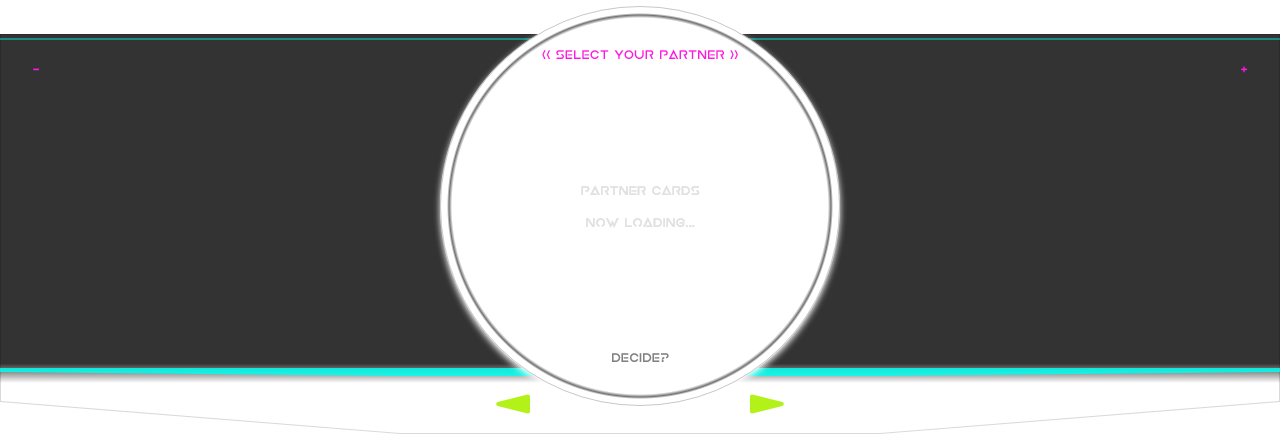 ⟨⟨ SELECT YOUR PARTNER ⟩⟩
- +
PARTNER CARDS
NOW LOADING...
DECIDE?